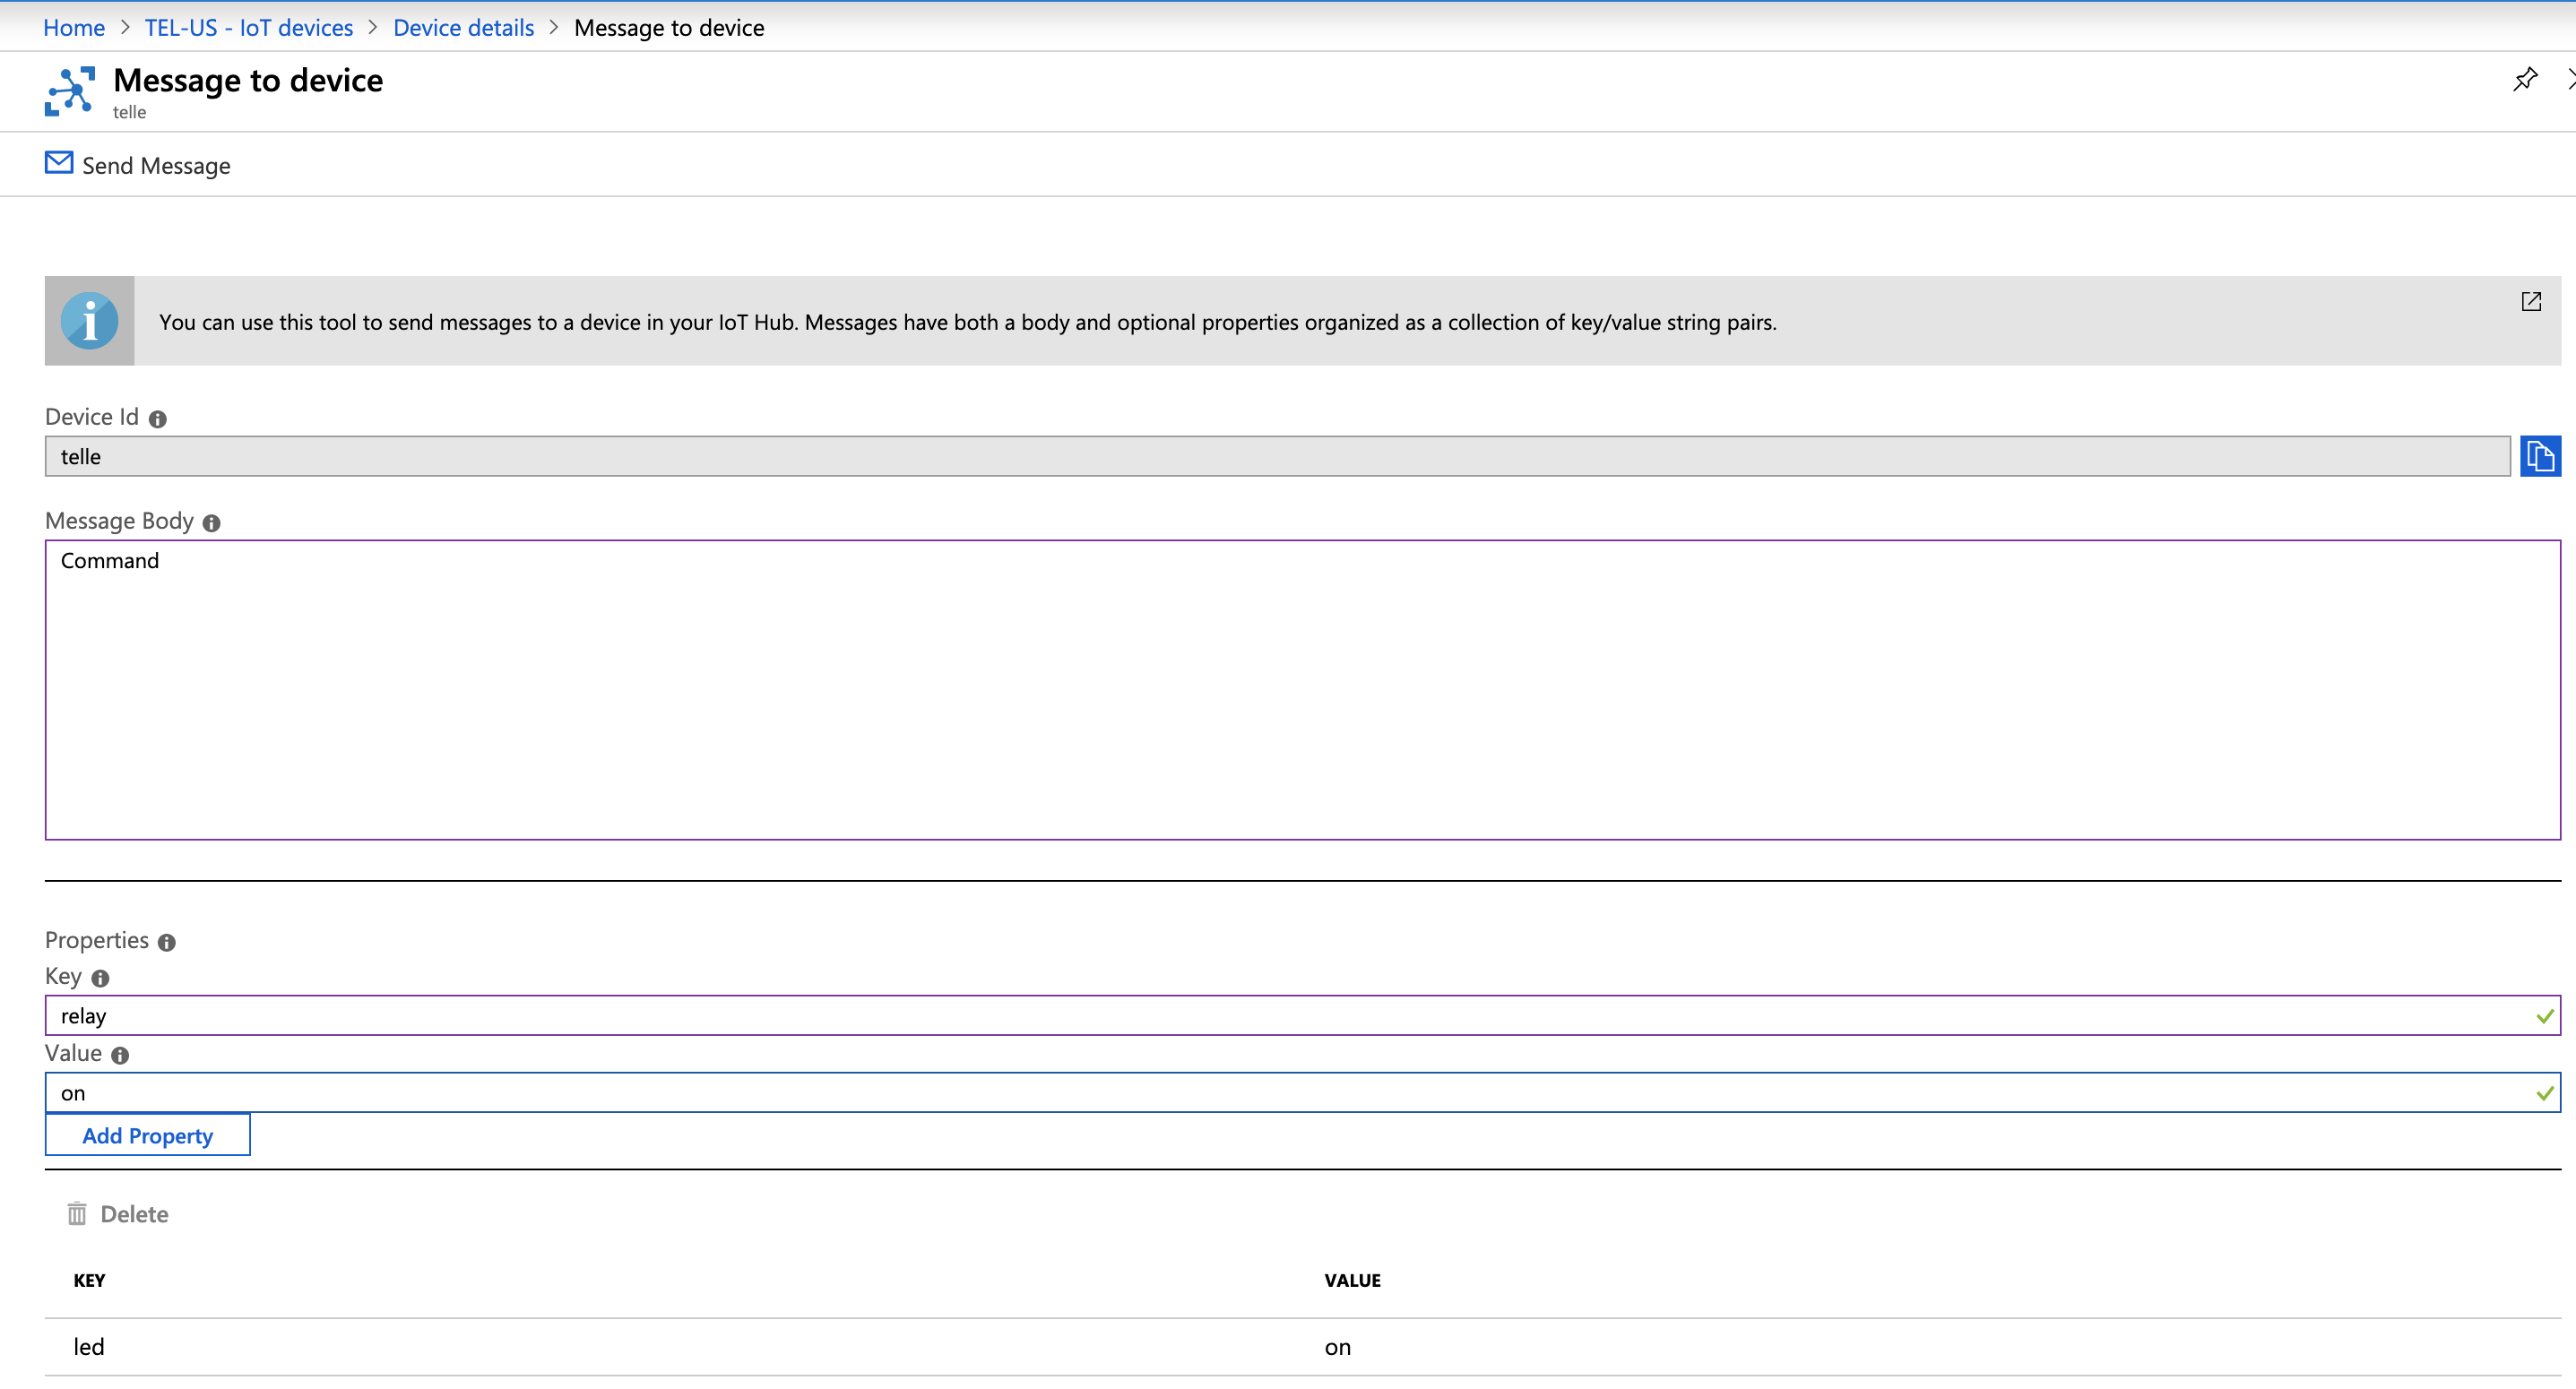 Home > TEL-US - IoT devices > Device details > Message to device
Message to device
telle
Send Message
You can use this tool to send messages to a device in your IoT Hub. Messages have both a body and optional properties organized as a collection of key/value string pairs.
Device Id
telle
Message Body
Command
Properties
Key
relay
Value
on
Add Property
Delete
KEY VALUE
led on